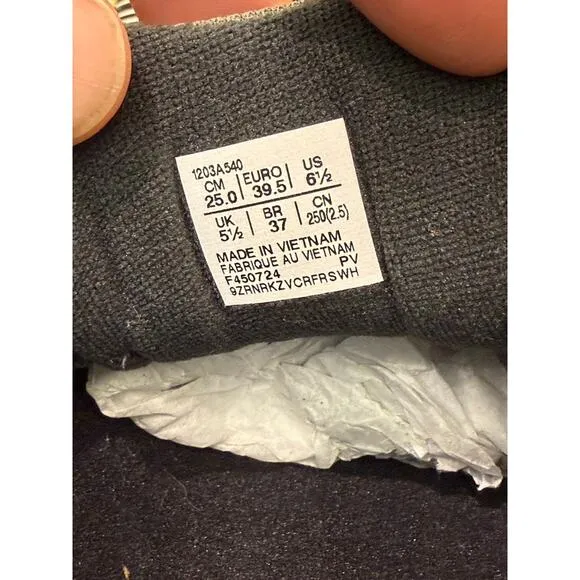 1203A540
CM | EURO | US
25.0 | 39.5 | 6½
UK | BR | CN
5½ | 37 | 250(2.5)
MADE IN VIETNAM
FABRIQUE AU VIETNAM
F450724 PV
9ZRNRKZVCRFRSWH